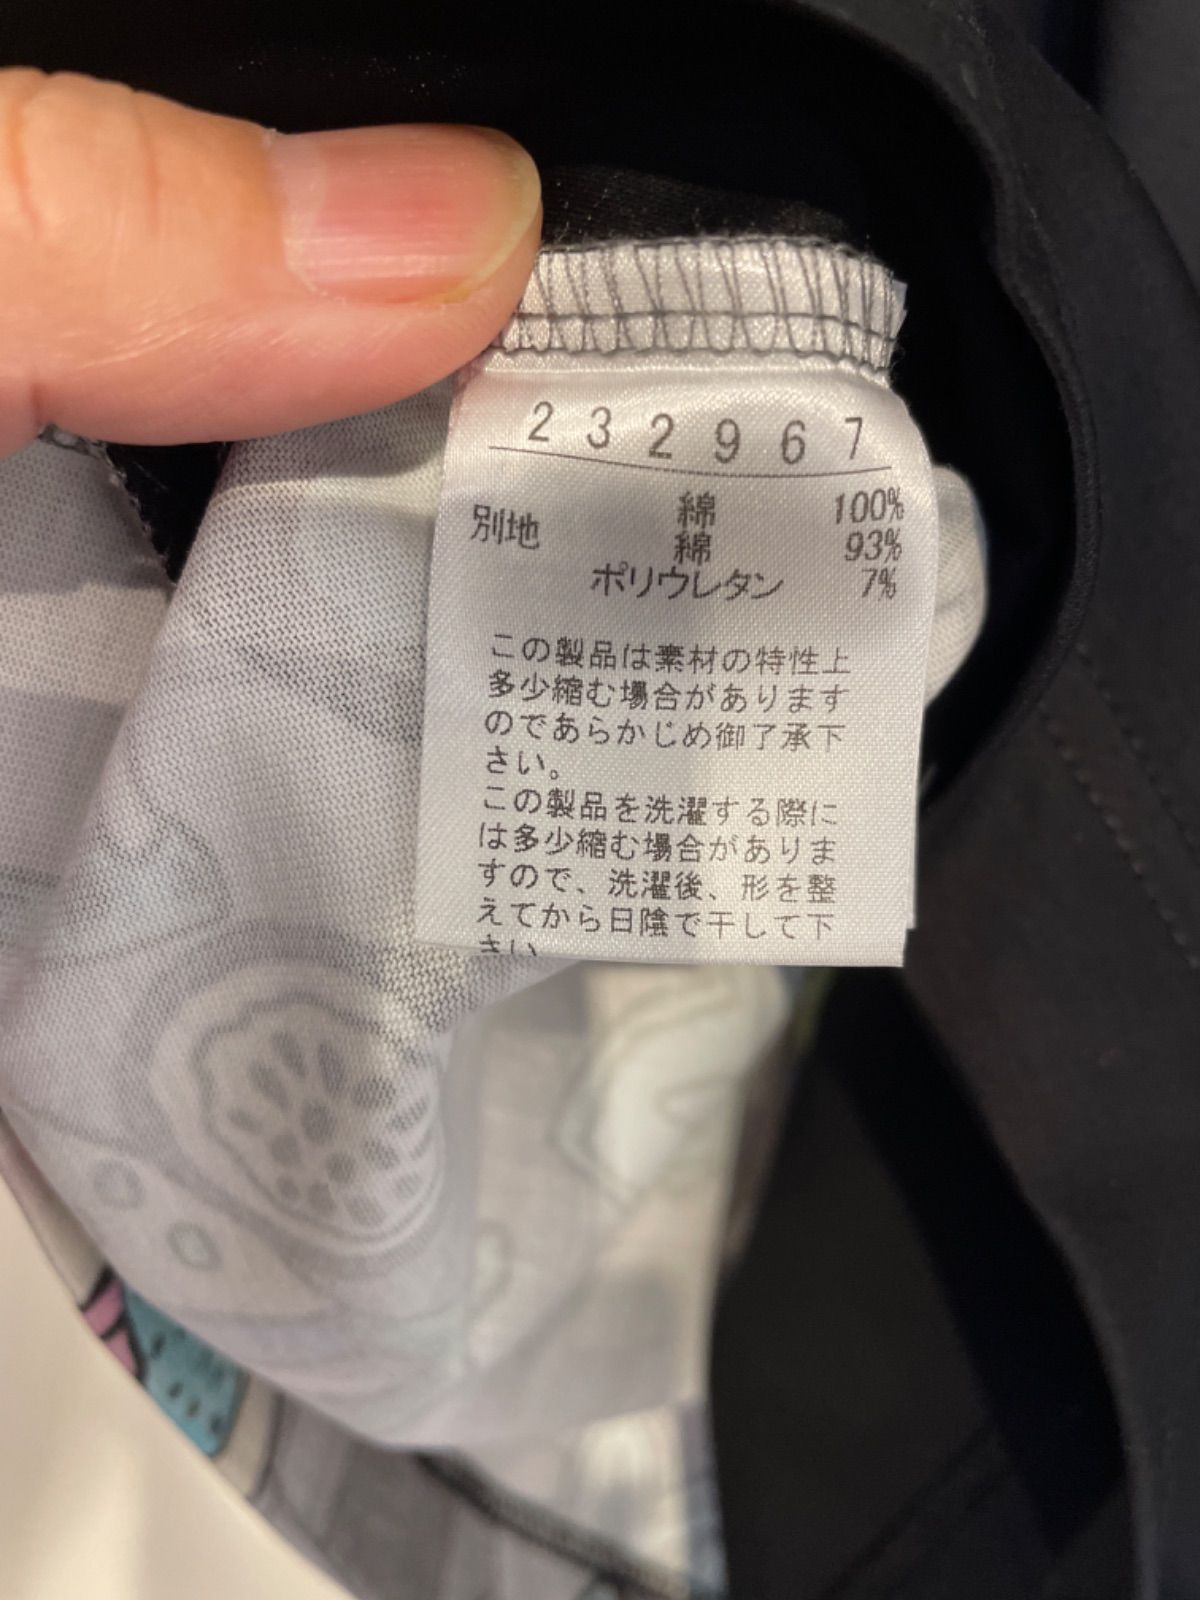 232967
綿 100%
別地 綿 93%
ポリウレタン 7%
この製品は素材の特性上
多少縮む場合があります
のであらかじめ御了承下
さい。
この製品を洗濯する際に
は多少縮む場合がありま
すので、洗濯後、形を整
えてから日陰で干して下
さい